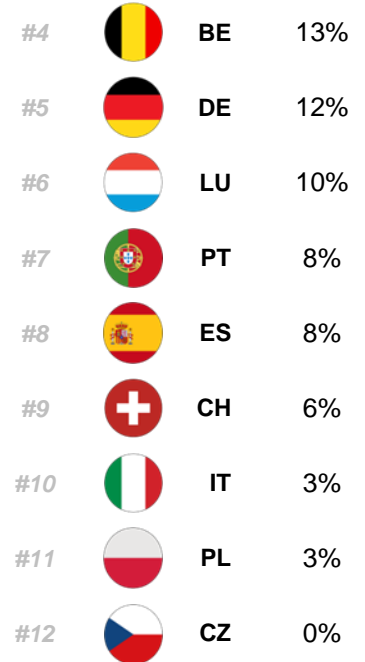 #4 BE 13%
#5 DE 12%
#6 LU 10%
#7 PT 8%
#8 ES 8%
#9 CH 6%
#10 IT 3%
#11 PL 3%
#12 CZ 0%